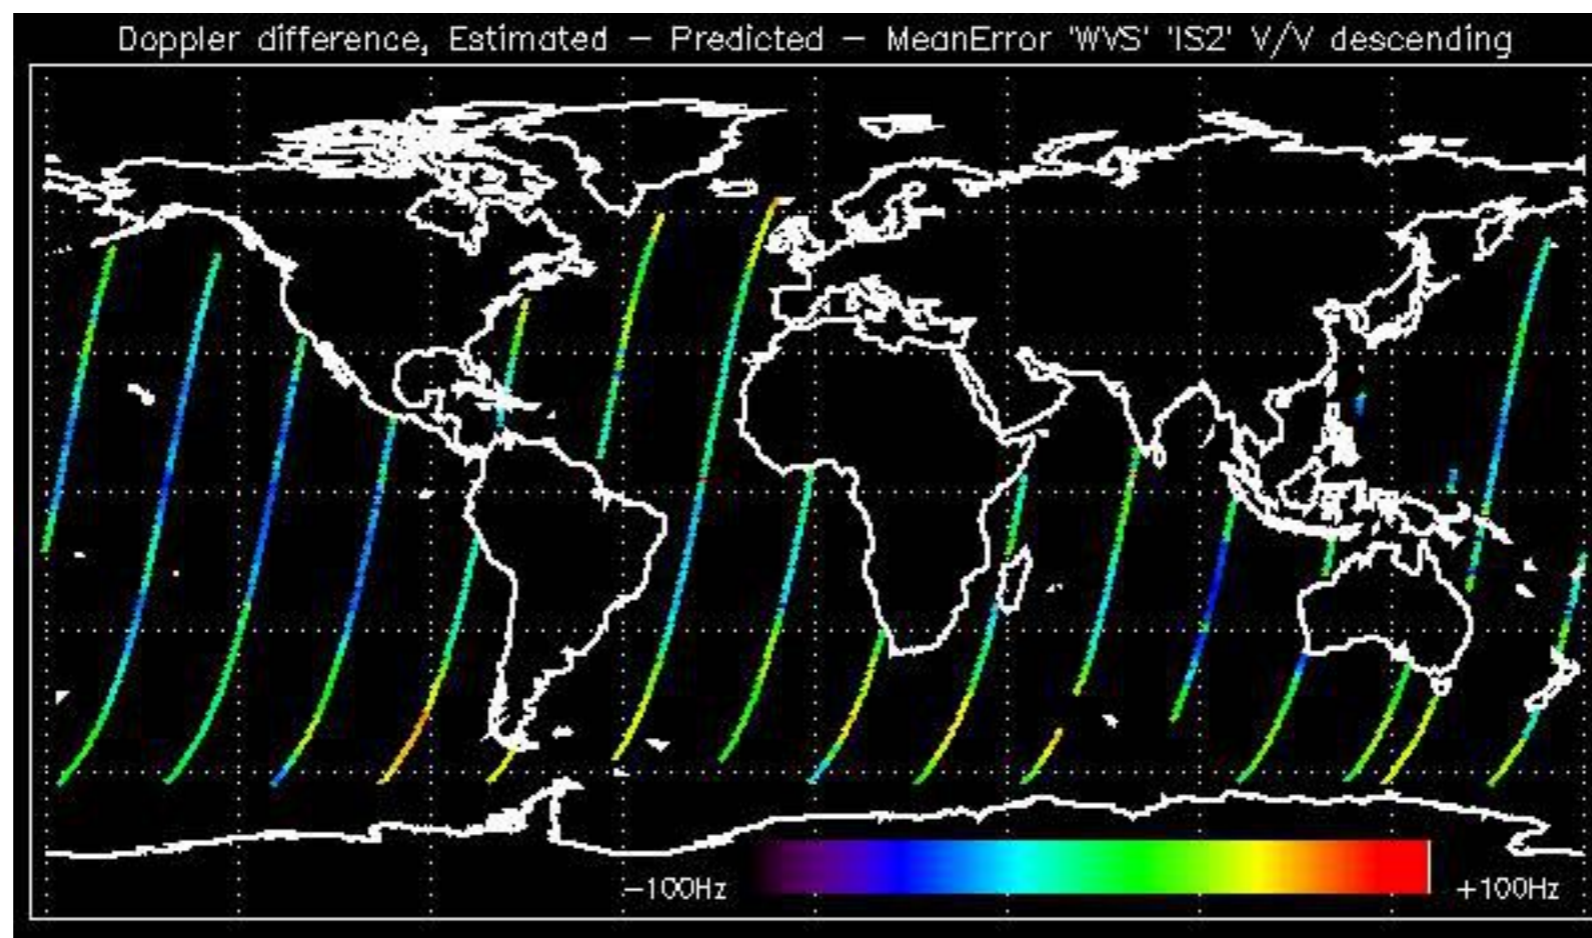 Doppler difference, Estimated – Predicted – MeanError 'WVS' 'IS2' V/V descending
-100Hz +100Hz